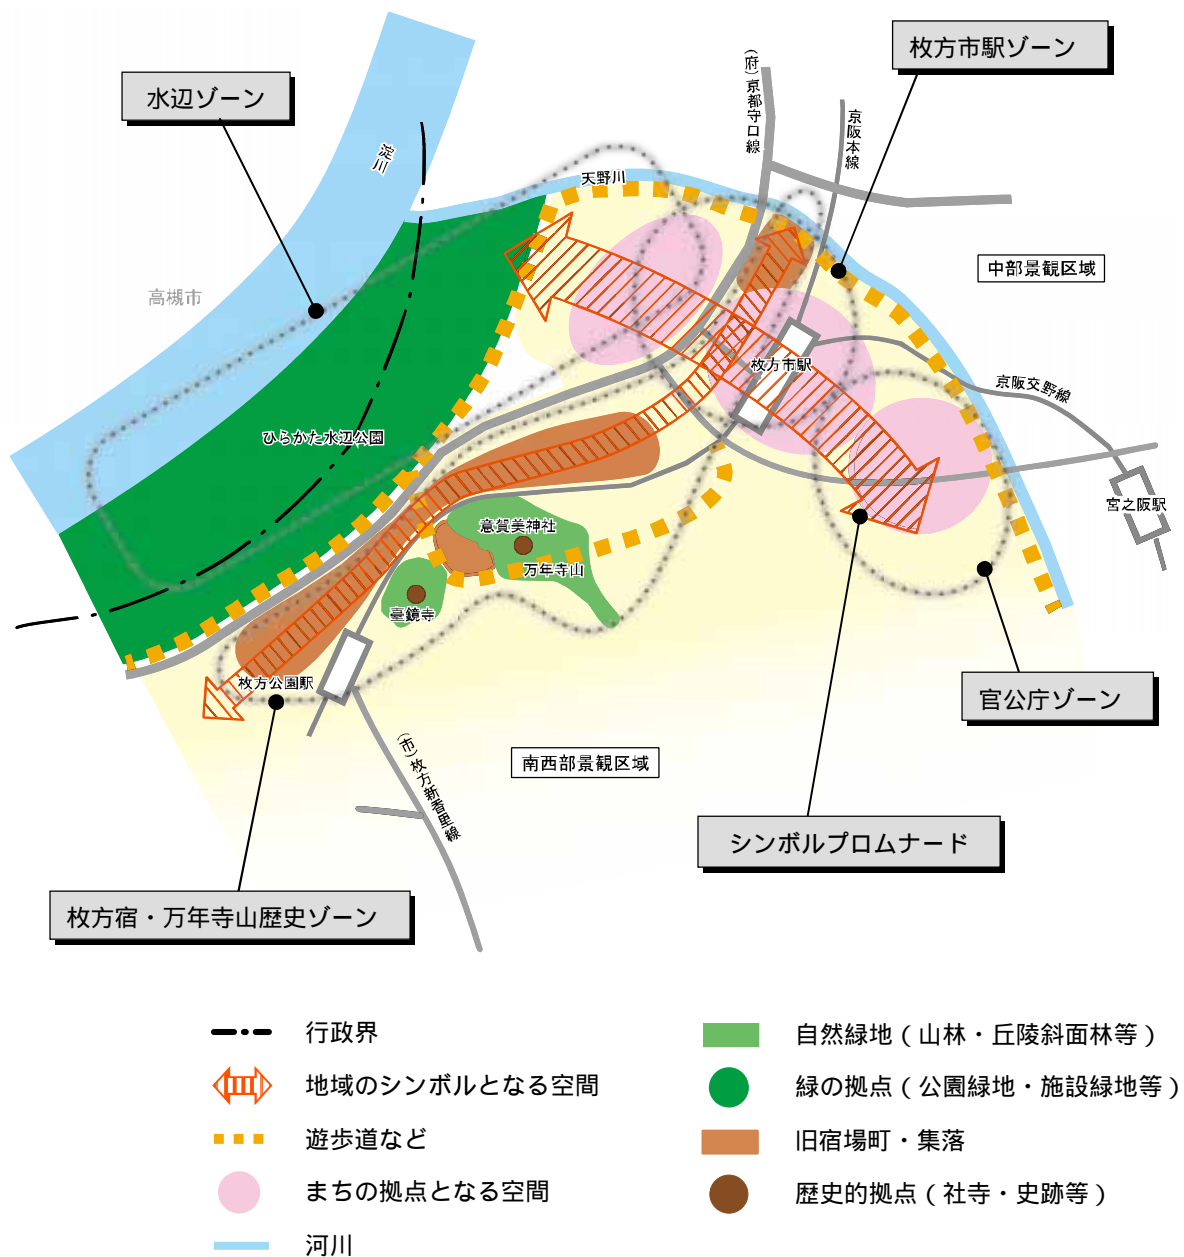 枚方市駅ゾーン
水辺ゾーン
(府)京都守口線
京阪本線
淀川
天野川
中部景観区域
高槻市
枚方市駅
京阪交野線
ひらかた水辺公園
宮之阪駅
意賀美神社
万年寺山
臺鏡寺
枚方公園駅
官公庁ゾーン
(市)枚方新香里線
南西部景観区域
シンボルプロムナード
枚方宿・万年寺山歴史ゾーン
行政界
地域のシンボルとなる空間
遊歩道など
まちの拠点となる空間
河川
自然緑地（山林・丘陵斜面林等）
緑の拠点（公園緑地・施設緑地等）
旧宿場町・集落
歴史的拠点（社寺・史跡等）